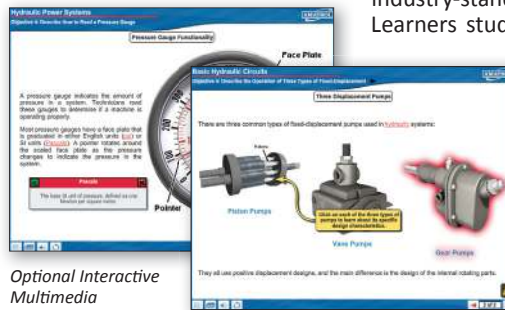 industry-stand
Learners stud
Hydraulic Power Systems
AMATROL
Objective 4: Describe How to Read a Pressure Gauge
Pressure Gauge Functionality
Face Plate
A pressure gauge indicates the amount of
pressure in a system. Technicians read
these gauges to determine if a machine is
operating properly.
Most pressure gauges have a face plate that
is graduated in either English units (psi) or
SI units (Pascals). A pointer rotates around
the scaled face plate as the pressure
changes to indicate the pressure in the
system.
Pascals
The base SI unit of pressure, defined as one
Newton per square meter.
Pointer
Basic Hydraulic Circuits
Objective 6: Describe the Operation of Three Types of Fixed-Displacement
Three Displacement Pumps
There are three common types of fixed-displacement pumps used in hydraulic systems:
Piston Pumps
Click on each of the three types of
pumps to learn about its specific
design characteristics.
Vane Pumps
Gear Pumps
They all use positive displacement designs, and the main difference is the design of the internal rotating parts.
Optional Interactive
Multimedia